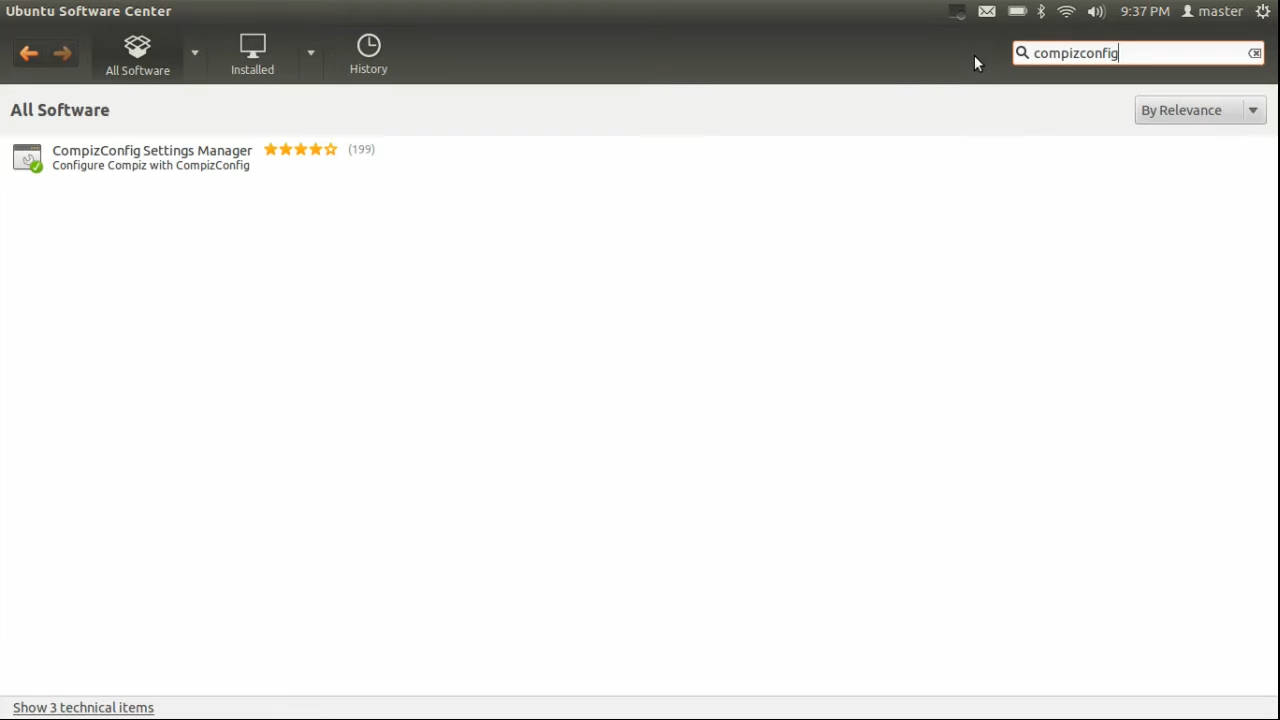 Ubuntu Software Center
9:37 PM master
All Software
Installed
History
compizconfig
All Software
By Relevance
CompizConfig Settings Manager (199)
Configure Compiz with CompizConfig
Show 3 technical items